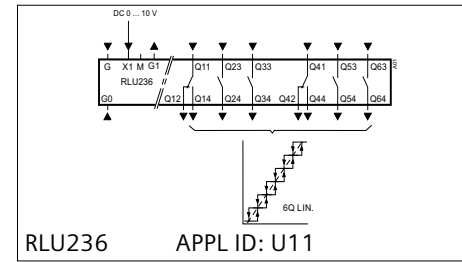 DC 0 ... 10 V
G X1 M G1 Q11 Q23 Q33 Q41 Q53 Q63
A01
RLU236
G0 Q12 Q14 Q24 Q34 Q42 Q44 Q54 Q64
6Q LIN.
RLU236 APPL ID: U11